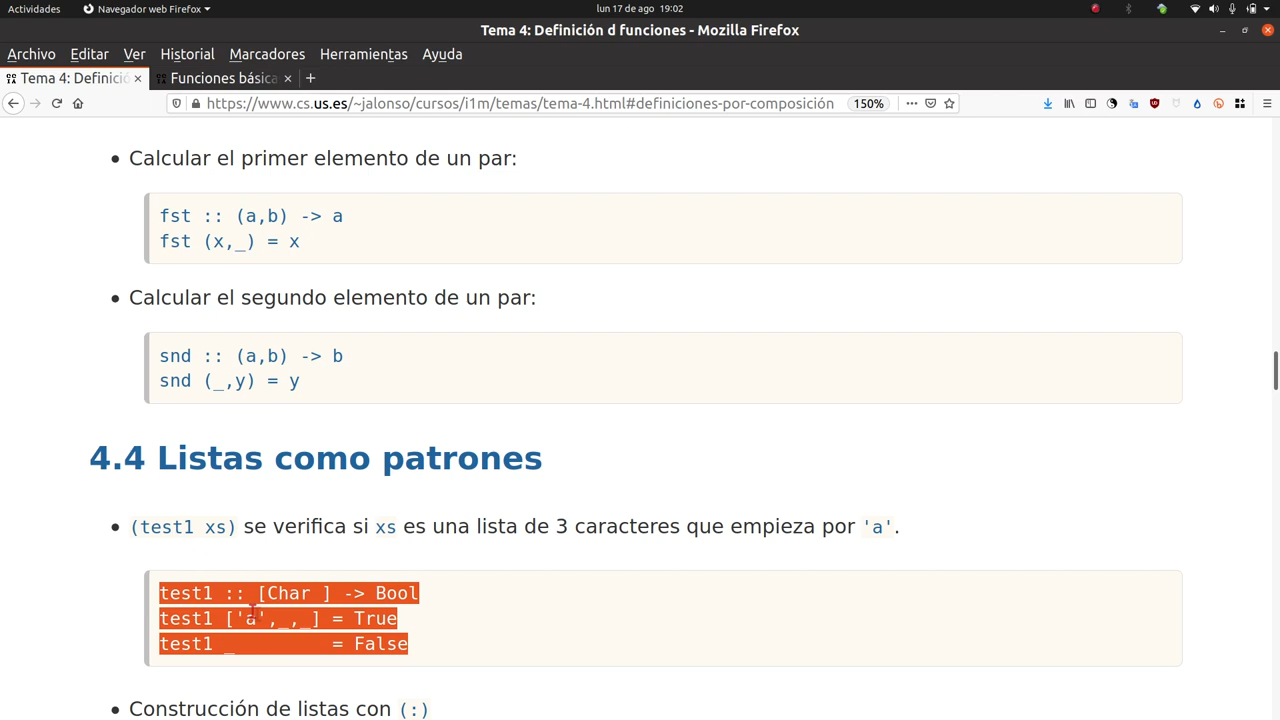 Actividades Navegador web Firefox lun 17 de ago 19:02
Tema 4: Definición d funciones - Mozilla Firefox
Archivo Editar Ver Historial Marcadores Herramientas Ayuda
Tema 4: Definició Funciones básica
https://www.cs.us.es/~jalonso/cursos/i1m/temas/tema-4.html#definiciones-por-composición 150%
• Calcular el primer elemento de un par:
fst :: (a,b) -> a
fst (x,_) = x
• Calcular el segundo elemento de un par:
snd :: (a,b) -> b
snd (_,y) = y
4.4 Listas como patrones
• (test1 xs) se verifica si xs es una lista de 3 caracteres que empieza por 'a'.
test1 :: [Char ] -> Bool
test1 ['a',_,_] = True
test1 _         = False
• Construcción de listas con (:)